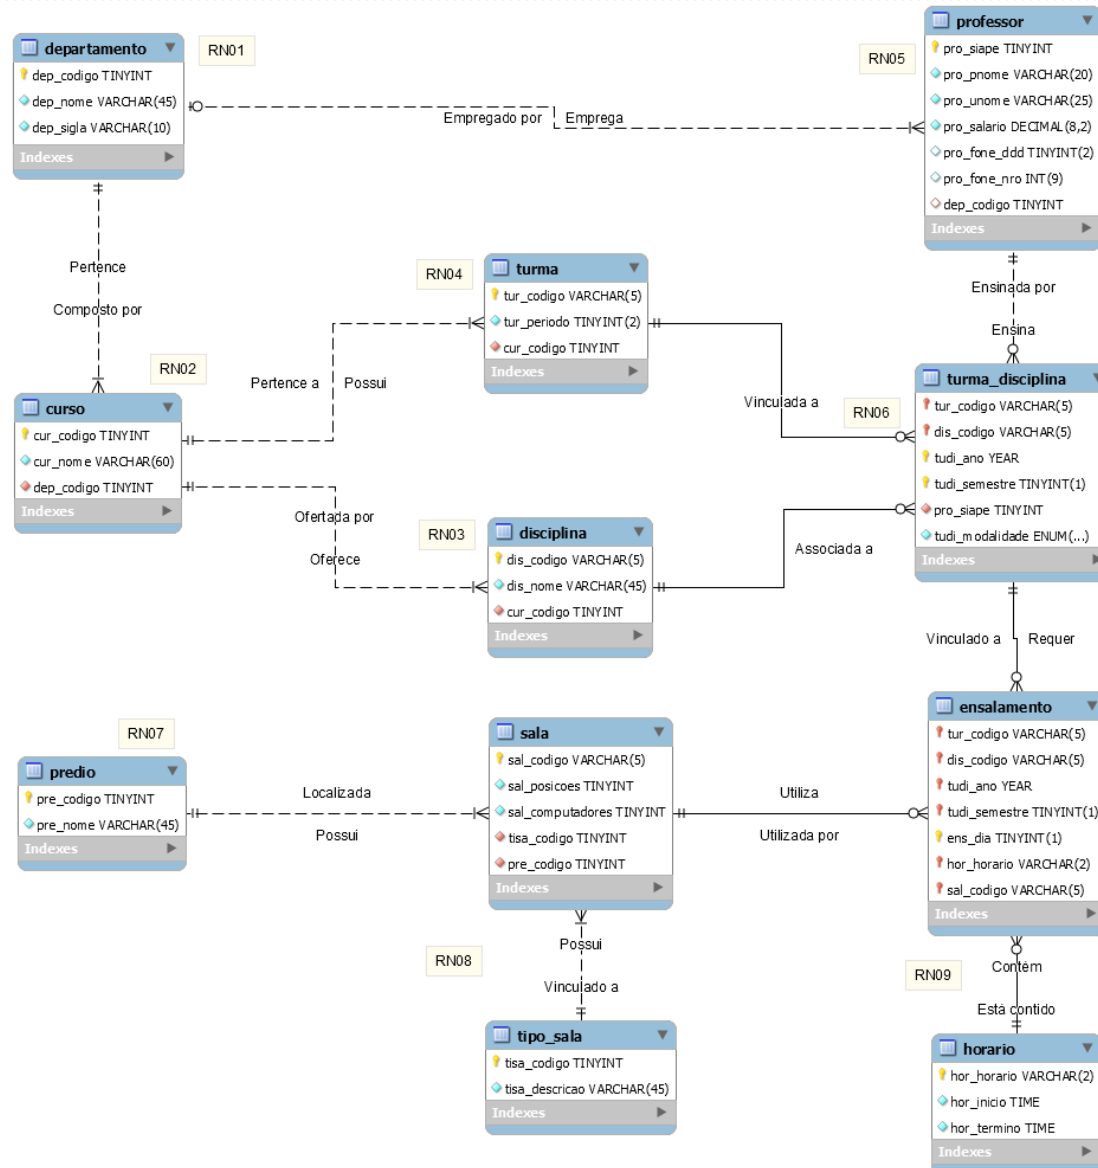 departamento
dep_codigo TINYINT
dep_nome VARCHAR(45)
dep_sigla VARCHAR(10)
Indexes
RN01
Empregado por
Emprega
RN05
professor
pro_siape TINYINT
pro_pnome VARCHAR(20)
pro_unome VARCHAR(25)
pro_salario DECIMAL(8,2)
pro_fone_ddd TINYINT(2)
pro_fone_nro INT(9)
dep_codigo TINYINT
Indexes
Pertence
Composto por
RN02
curso
cur_codigo TINYINT
cur_nome VARCHAR(60)
dep_codigo TINYINT
Indexes
Pertence a
Possui
RN04
turma
tur_codigo VARCHAR(5)
tur_periodo TINYINT(2)
cur_codigo TINYINT
Indexes
Ofertada por
Oferece
RN03
disciplina
dis_codigo VARCHAR(5)
dis_nome VARCHAR(45)
cur_codigo TINYINT
Indexes
Vinculada a
Associada a
Ensinada por
Ensina
RN06
turma_disciplina
tur_codigo VARCHAR(5)
dis_codigo VARCHAR(5)
tudi_ano YEAR
tudi_semestre TINYINT(1)
pro_siape TINYINT
tudi_modalidade ENUM(...)
Indexes
Vinculado a
Requer
RN07
predio
pre_codigo TINYINT
pre_nome VARCHAR(45)
Indexes
Localizada
Possui
sala
sal_codigo VARCHAR(5)
sal_posicoes TINYINT
sal_computadores TINYINT
tisa_codigo TINYINT
pre_codigo TINYINT
Indexes
Utiliza
Utilizada por
ensalamento
tur_codigo VARCHAR(5)
dis_codigo VARCHAR(5)
tudi_ano YEAR
tudi_semestre TINYINT(1)
ens_dia TINYINT(1)
hor_horario VARCHAR(2)
sal_codigo VARCHAR(5)
Indexes
RN08
Possui
Vinculado a
tipo_sala
tisa_codigo TINYINT
tisa_descricao VARCHAR(45)
Indexes
RN09
Contém
Está contido
horario
hor_horario VARCHAR(2)
hor_inicio TIME
hor_termino TIME
Indexes